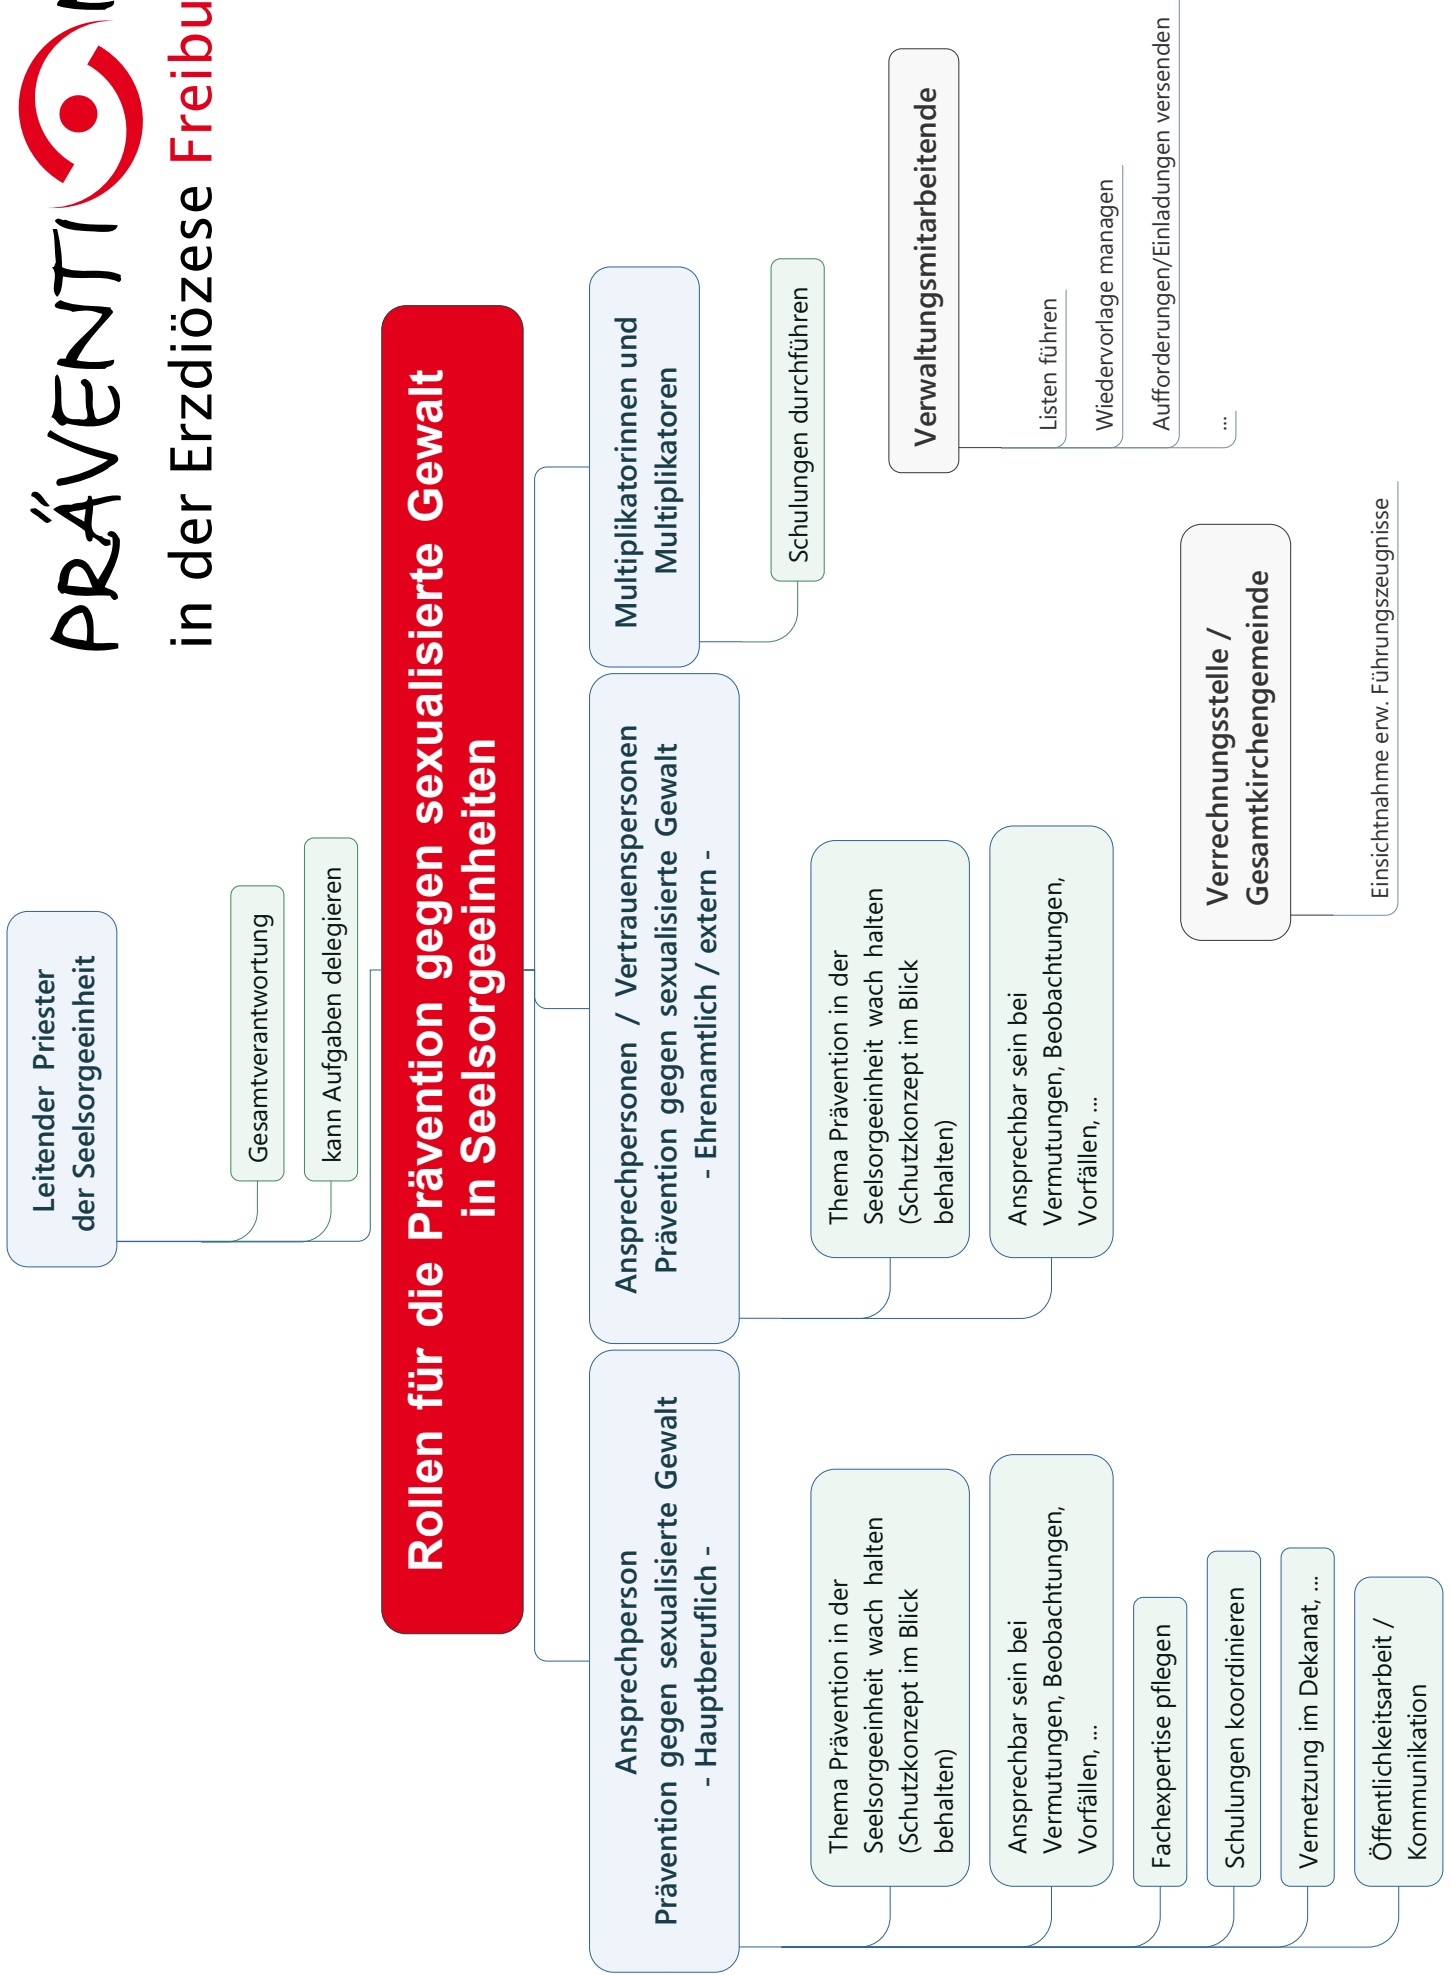 PRÄVENTI
in der Erzdiözese Freibu
Leitender Priester
der Seelsorgeeinheit
Gesamtverantwortung
kann Aufgaben delegieren
Rollen für die Prävention gegen sexualisierte Gewalt
in Seelsorgeeinheiten
Ansprechperson
Prävention gegen sexualisierte Gewalt
- Hauptberuflich -
Thema Prävention in der
Seelsorgeeinheit wach halten
(Schutzkonzept im Blick
behalten)
Ansprechbar sein bei
Vermutungen, Beobachtungen,
Vorfällen, ...
Fachexpertise pflegen
Schulungen koordinieren
Vernetzung im Dekanat, ...
Öffentlichkeitsarbeit /
Kommunikation
Ansprechpersonen / Vertrauenspersonen
Prävention gegen sexualisierte Gewalt
- Ehrenamtlich / extern -
Thema Prävention in der
Seelsorgeeinheit wach halten
(Schutzkonzept im Blick
behalten)
Ansprechbar sein bei
Vermutungen, Beobachtungen,
Vorfällen, ...
Multiplikatorinnen und
Multiplikatoren
Schulungen durchführen
Verwaltungsmitarbeitende
Listen führen
Wiedervorlage managen
Aufforderungen/Einladungen versenden
...
Verrechnungsstelle /
Gesamtkirchengemeinde
Einsichtnahme erw. Führungszeugnisse